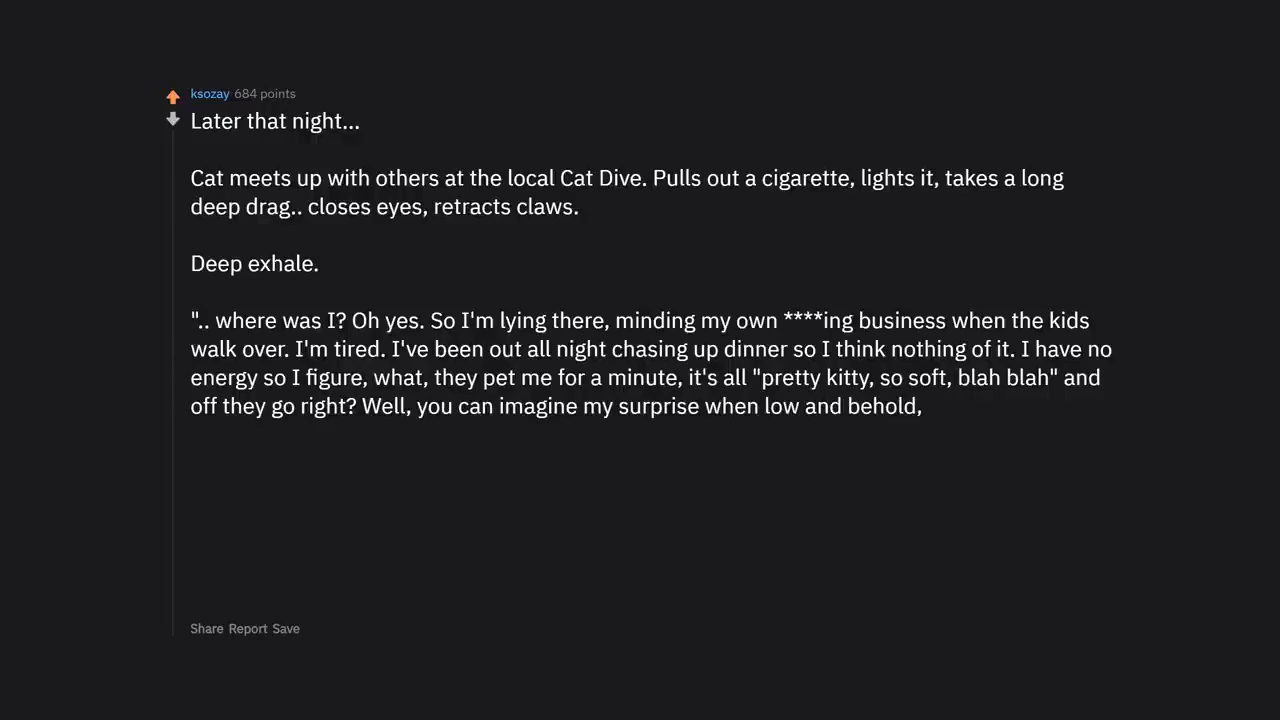 ksozay 684 points
Later that night...
Cat meets up with others at the local Cat Dive. Pulls out a cigarette, lights it, takes a long
deep drag.. closes eyes, retracts claws.
Deep exhale.
".. where was I? Oh yes. So I'm lying there, minding my own ****ing business when the kids
walk over. I'm tired. I've been out all night chasing up dinner so I think nothing of it. I have no
energy so I figure, what, they pet me for a minute, it's all "pretty kitty, so soft, blah blah" and
off they go right? Well, you can imagine my surprise when low and behold,
Share Report Save